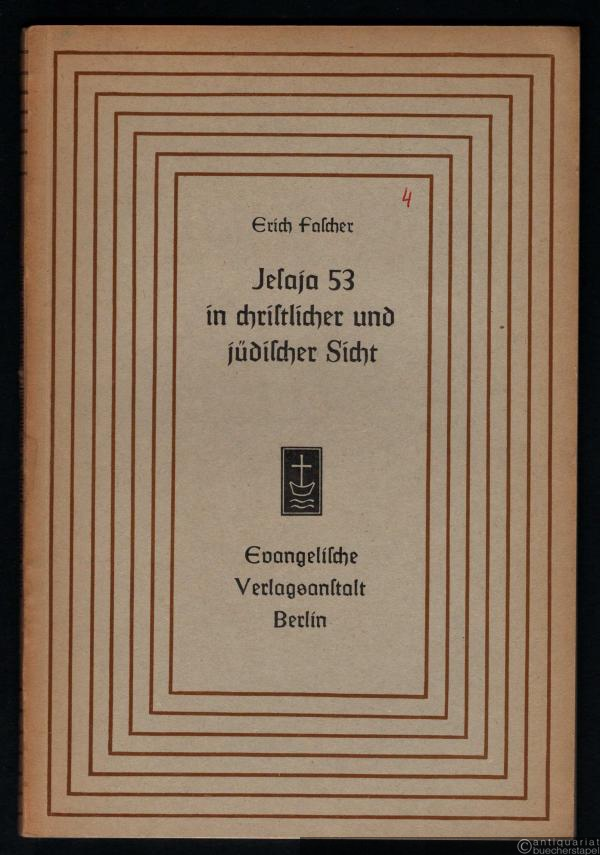 4
Erich Faſcher
Jeſaja 53
in chriſtlicher und
jüdiſcher Sicht
Evangeliſche
Verlagsanſtalt
Berlin
antiquariat
buecherstapel